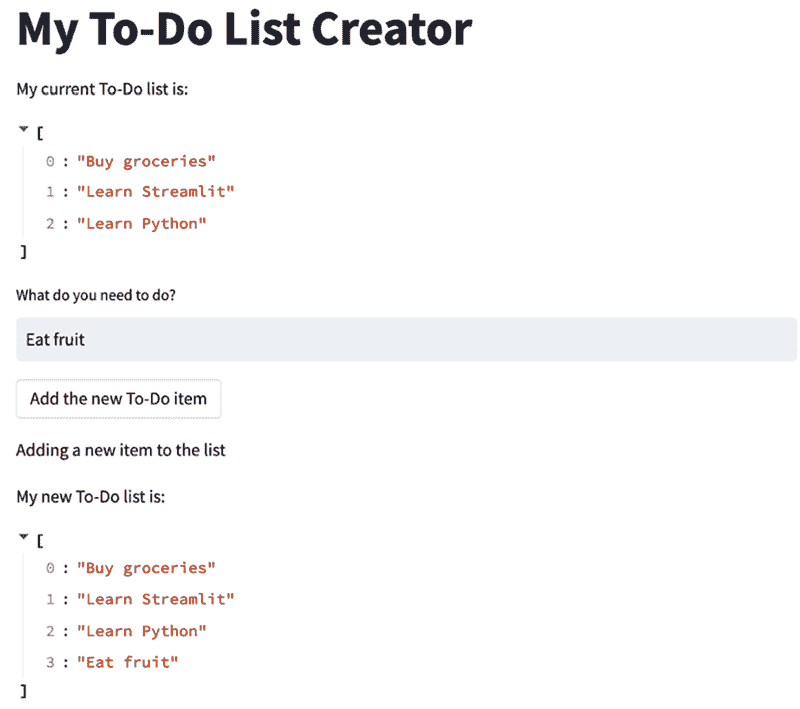 My To-Do List Creator
My current To-Do list is:
[
0 : "Buy groceries"
1 : "Learn Streamlit"
2 : "Learn Python"
]
What do you need to do?
Eat fruit
Add the new To-Do item
Adding a new item to the list
My new To-Do list is:
[
0 : "Buy groceries"
1 : "Learn Streamlit"
2 : "Learn Python"
3 : "Eat fruit"
]